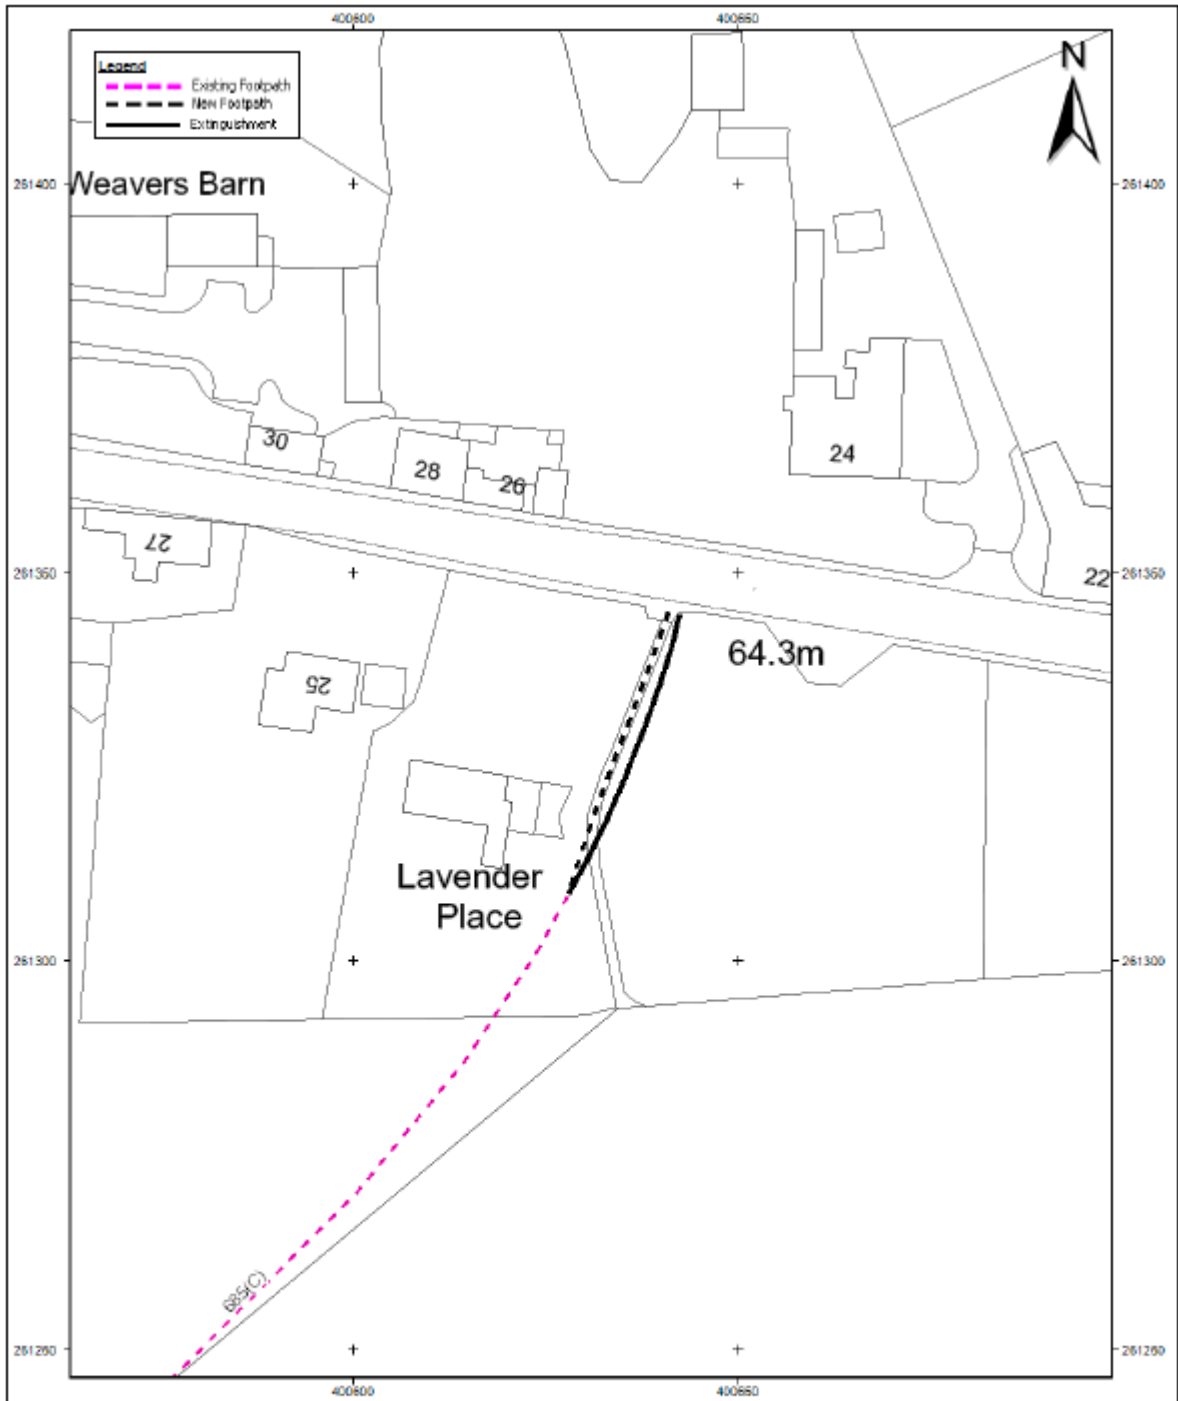 400600 400650
Legend
Existing Footpath
New Footpath
Extinguishment
N
261400 261400
Weavers Barn
30
28
26
24
27
261350 261350
22
64.3m
25
Lavender
Place
261300 261300
685(C)
261250 261250
400600 400650